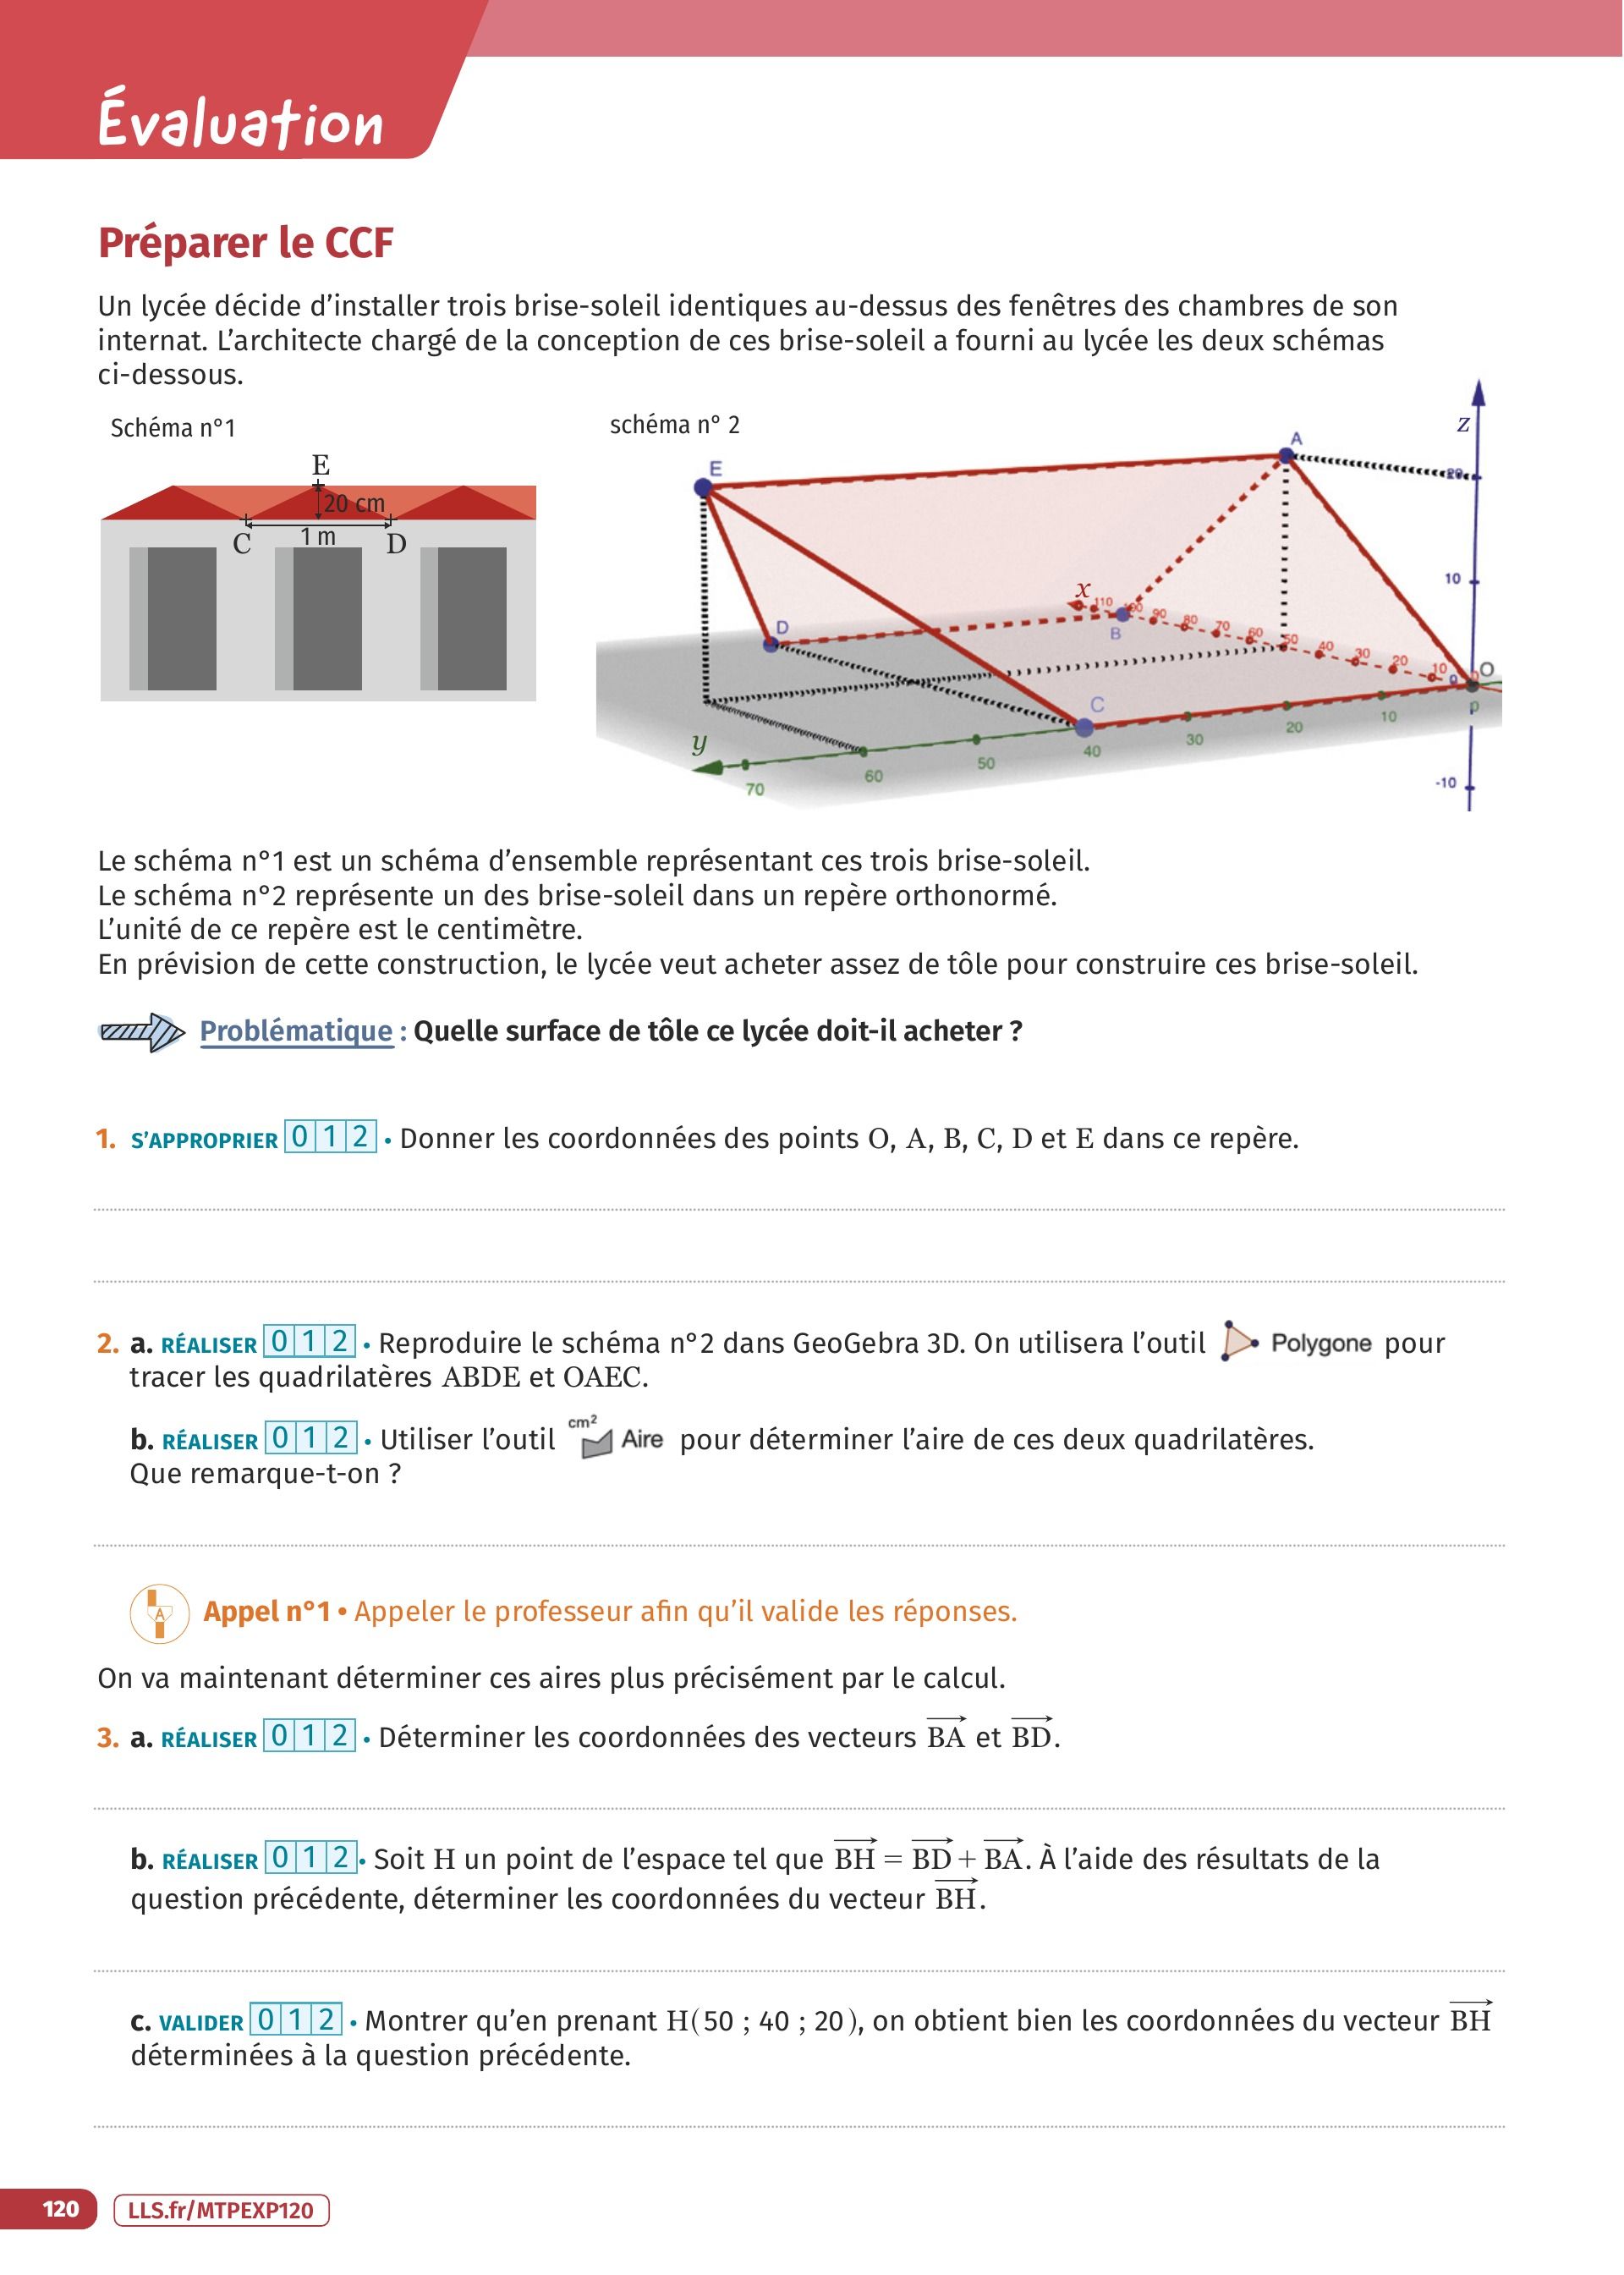 Évaluation
Préparer le CCF
Un lycée décide d’installer trois brise-soleil identiques au-dessus des fenêtres des chambres de son
internat. L’architecte chargé de la conception de ces brise-soleil a fourni au lycée les deux schémas
ci-dessous.
Schéma n°1
E
20 cm
1 m
C
D
schéma n° 2
z
A
E
20
10
x
110
100
90
80
70
60
50
40
30
20
10
0
0
O
D
B
C
0
y
70
60
50
40
30
20
10
-10
Le schéma n°1 est un schéma d’ensemble représentant ces trois brise-soleil.
Le schéma n°2 représente un des brise-soleil dans un repère orthonormé.
L’unité de ce repère est le centimètre.
En prévision de cette construction, le lycée veut acheter assez de tôle pour construire ces brise-soleil.
Problématique : Quelle surface de tôle ce lycée doit-il acheter ?
1. S’APPROPRIER 0 1 2 • Donner les coordonnées des points O, A, B, C, D et E dans ce repère.
2. a. RÉALISER 0 1 2 • Reproduire le schéma n°2 dans GeoGebra 3D. On utilisera l’outil Polygone pour
tracer les quadrilatères ABDE et OAEC.
b. RÉALISER 0 1 2 • Utiliser l’outil cm² Aire pour déterminer l’aire de ces deux quadrilatères.
Que remarque-t-on ?
A
Appel n°1 • Appeler le professeur afin qu’il valide les réponses.
On va maintenant déterminer ces aires plus précisément par le calcul.
3. a. RÉALISER 0 1 2 • Déterminer les coordonnées des vecteurs BA et BD.
b. RÉALISER 0 1 2 • Soit H un point de l’espace tel que BH = BD + BA. À l’aide des résultats de la
question précédente, déterminer les coordonnées du vecteur BH.
c. VALIDER 0 1 2 • Montrer qu’en prenant H(50 ; 40 ; 20), on obtient bien les coordonnées du vecteur BH
déterminées à la question précédente.
120
LLS.fr/MTPEXP120